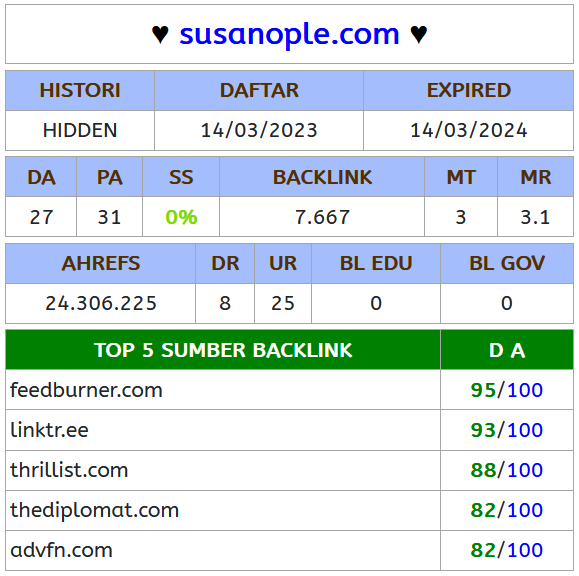 ♥ susanople.com ♥
HISTORI DAFTAR EXPIRED
HIDDEN 14/03/2023 14/03/2024
DA PA SS BACKLINK MT MR
27 31 0% 7.667 3 3.1
AHREFS DR UR BL EDU BL GOV
24.306.225 8 25 0 0
TOP 5 SUMBER BACKLINK D A
feedburner.com 95/100
linktr.ee 93/100
thrillist.com 88/100
thediplomat.com 82/100
advfn.com 82/100